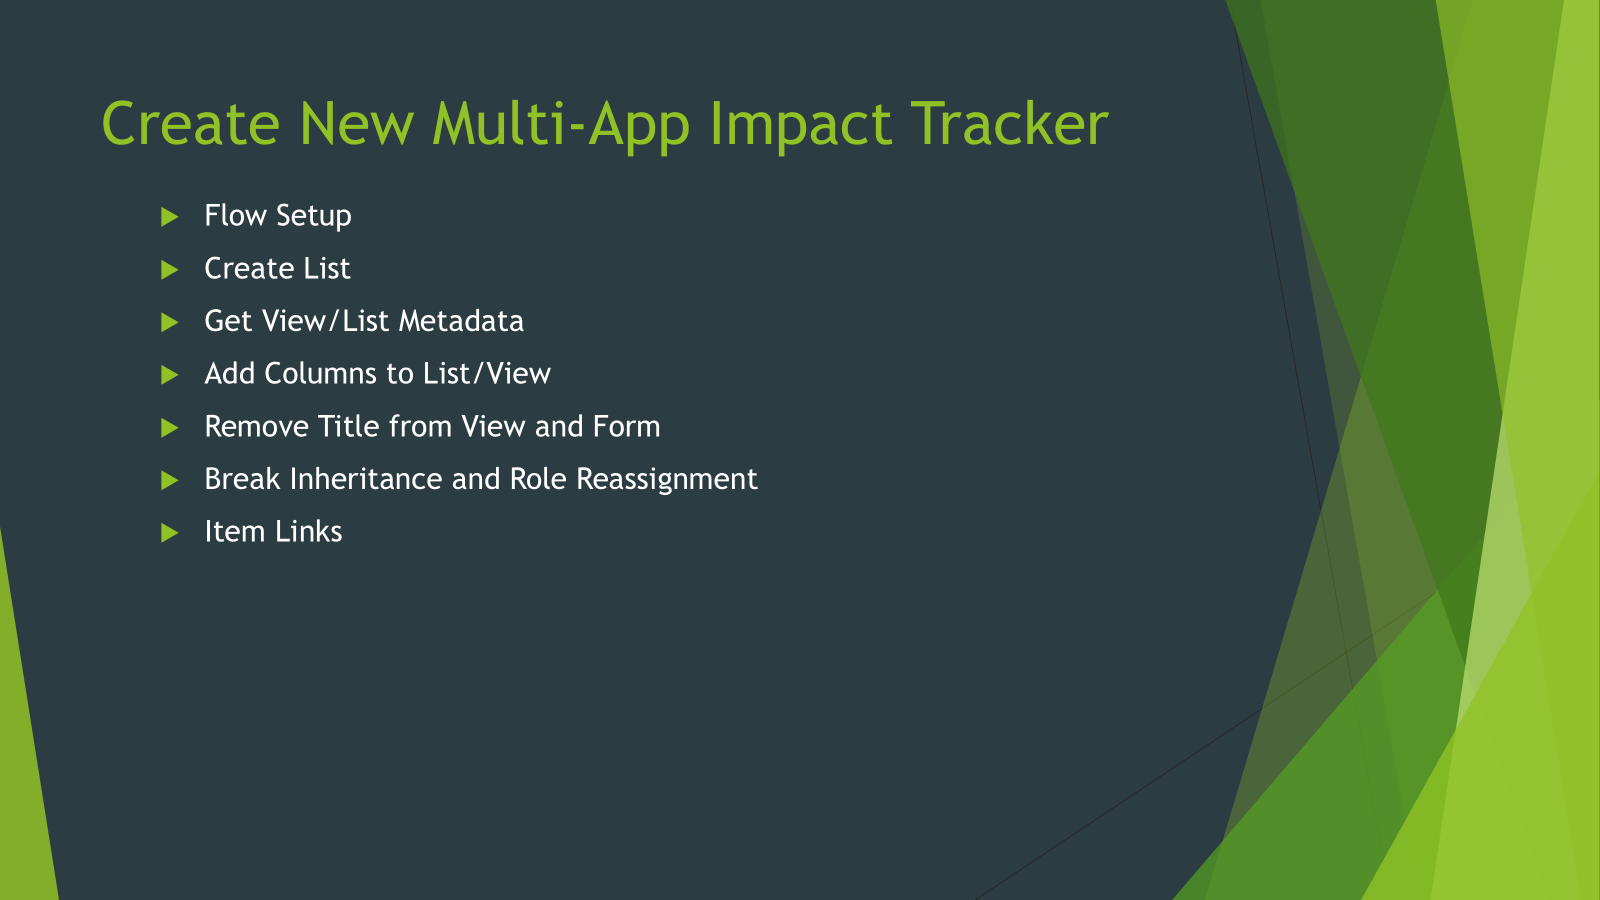 Create New Multi-App Impact Tracker
Flow Setup
Create List
Get View/List Metadata
Add Columns to List/View
Remove Title from View and Form
Break Inheritance and Role Reassignment
Item Links